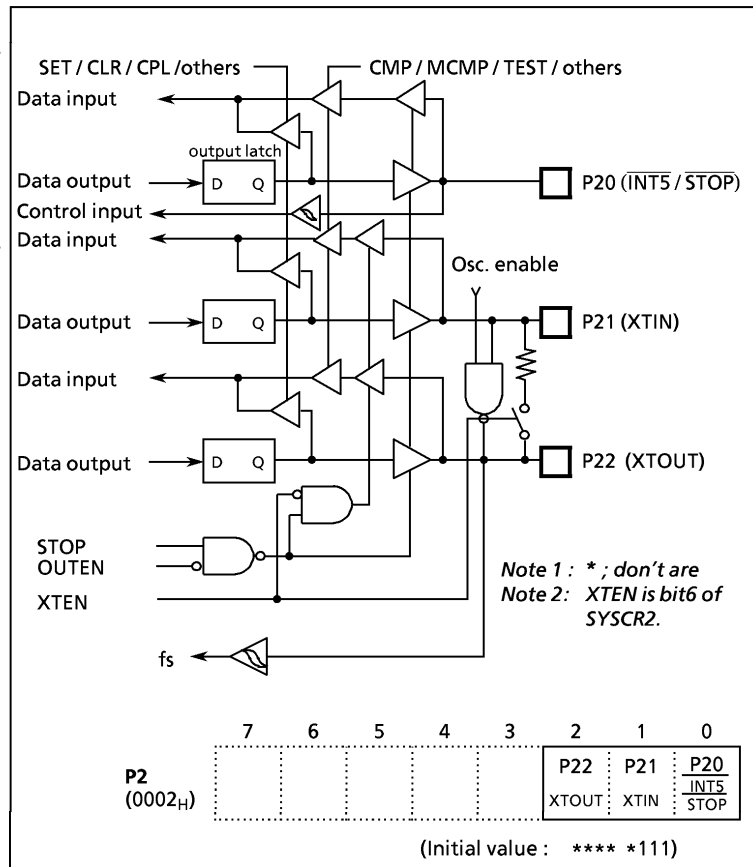 SET / CLR / CPL /others
CMP / MCMP / TEST / others
Data input
output latch
Data output
D Q
P20 (INT5 / STOP)
Control input
Data input
Osc. enable
Data output
D Q
P21 (XTIN)
Data input
Data output
D Q
P22 (XTOUT)
STOP
OUTEN
XTEN
Note 1 : * ; don't are
Note 2: XTEN is bit6 of
SYSCR2.
fs
7 6 5 4 3 2 1 0
P2
(0002H)
P22 P21 P20
XTOUT XTIN INT5
STOP
(Initial value : **** *111)